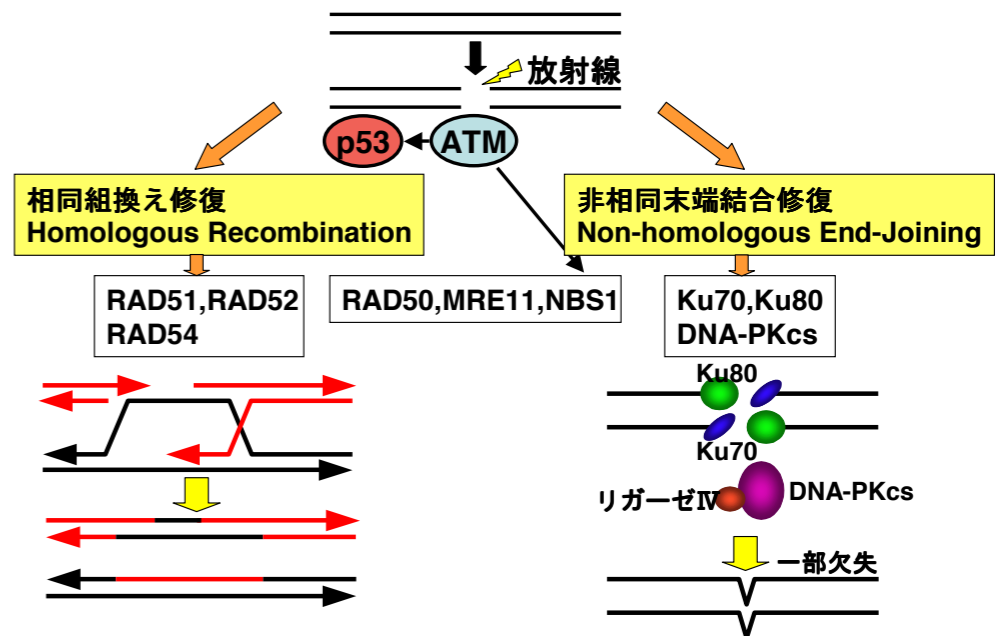 放射線
p53
ATM
相同組換え修復
Homologous Recombination
非相同末端結合修復
Non-homologous End-Joining
RAD51,RAD52
RAD54
RAD50,MRE11,NBS1
Ku70,Ku80
DNA-PKcs
Ku80
Ku70
リガーゼⅣ
DNA-PKcs
一部欠失